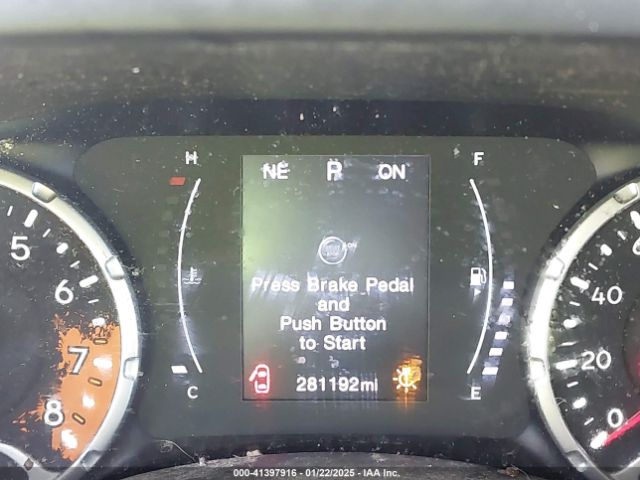 H
F
NE P ON
5
6
7
8
Press Brake Pedal
and
Push Button
to Start
40
20
0
C
281192mi
E
000-41397916 - 01/22/2025 - IAA Inc.